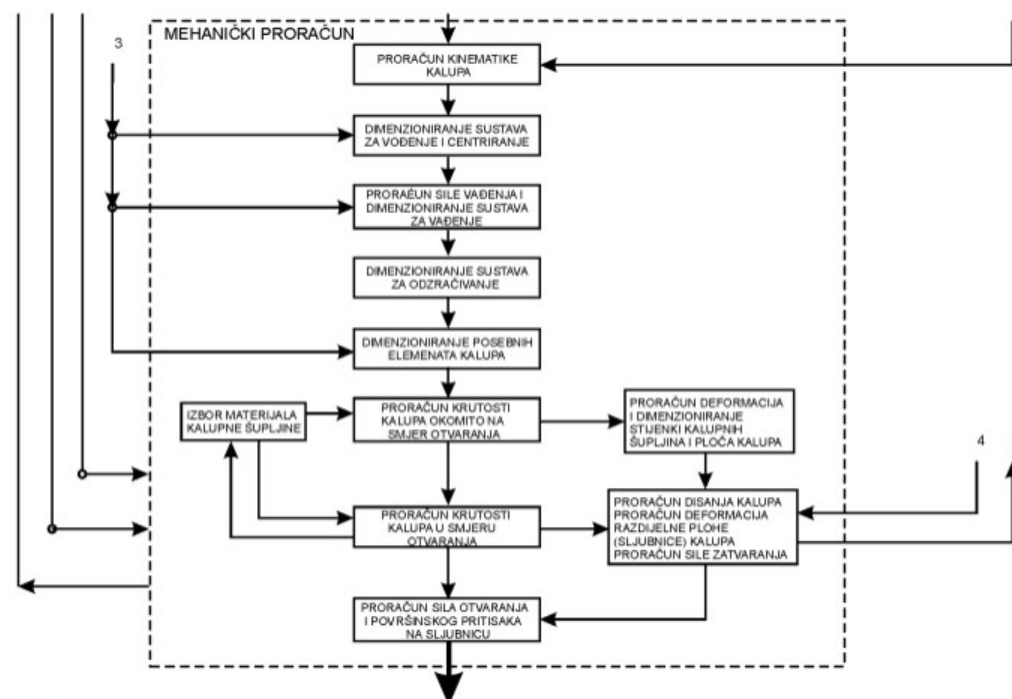 MEHANIČKI PRORAČUN
3
PRORAČUN KINEMATIKE
KALUPA
DIMENZIONIRANJE SUSTAVA
ZA VOĐENJE I CENTRIRANJE
PRORAČUN SILE VAĐENJA I
DIMENZIONIRANJE SUSTAVA
ZA VAĐENJE
DIMENZIONIRANJE SUSTAVA
ZA ODZRAČIVANJE
DIMENZIONIRANJE POSEBNIH
ELEMENATA KALUPA
IZBOR MATERIJALA
KALUPNE ŠUPLJINE
PRORAČUN KRUTOSTI
KALUPA OKOMITO NA
SMJER OTVARANJA
PRORAČUN DEFORMACIJA
I DIMENZIONIRANJE
STIJENKI KALUPNIH
ŠUPLJINA I PLOČA KALUPA
4
PRORAČUN KRUTOSTI
KALUPA U SMJERU
OTVARANJA
PRORAČUN DISANJA KALUPA
PRORAČUN DEFORMACIJA
RAZDIJELNE PLOHE
(SLJUBNICE) KALUPA
PRORAČUN SILE ZATVARANJA
PRORAČUN SILA OTVARANJA
I POVRŠINSKOG PRITISAKA
NA SLJUBNICU